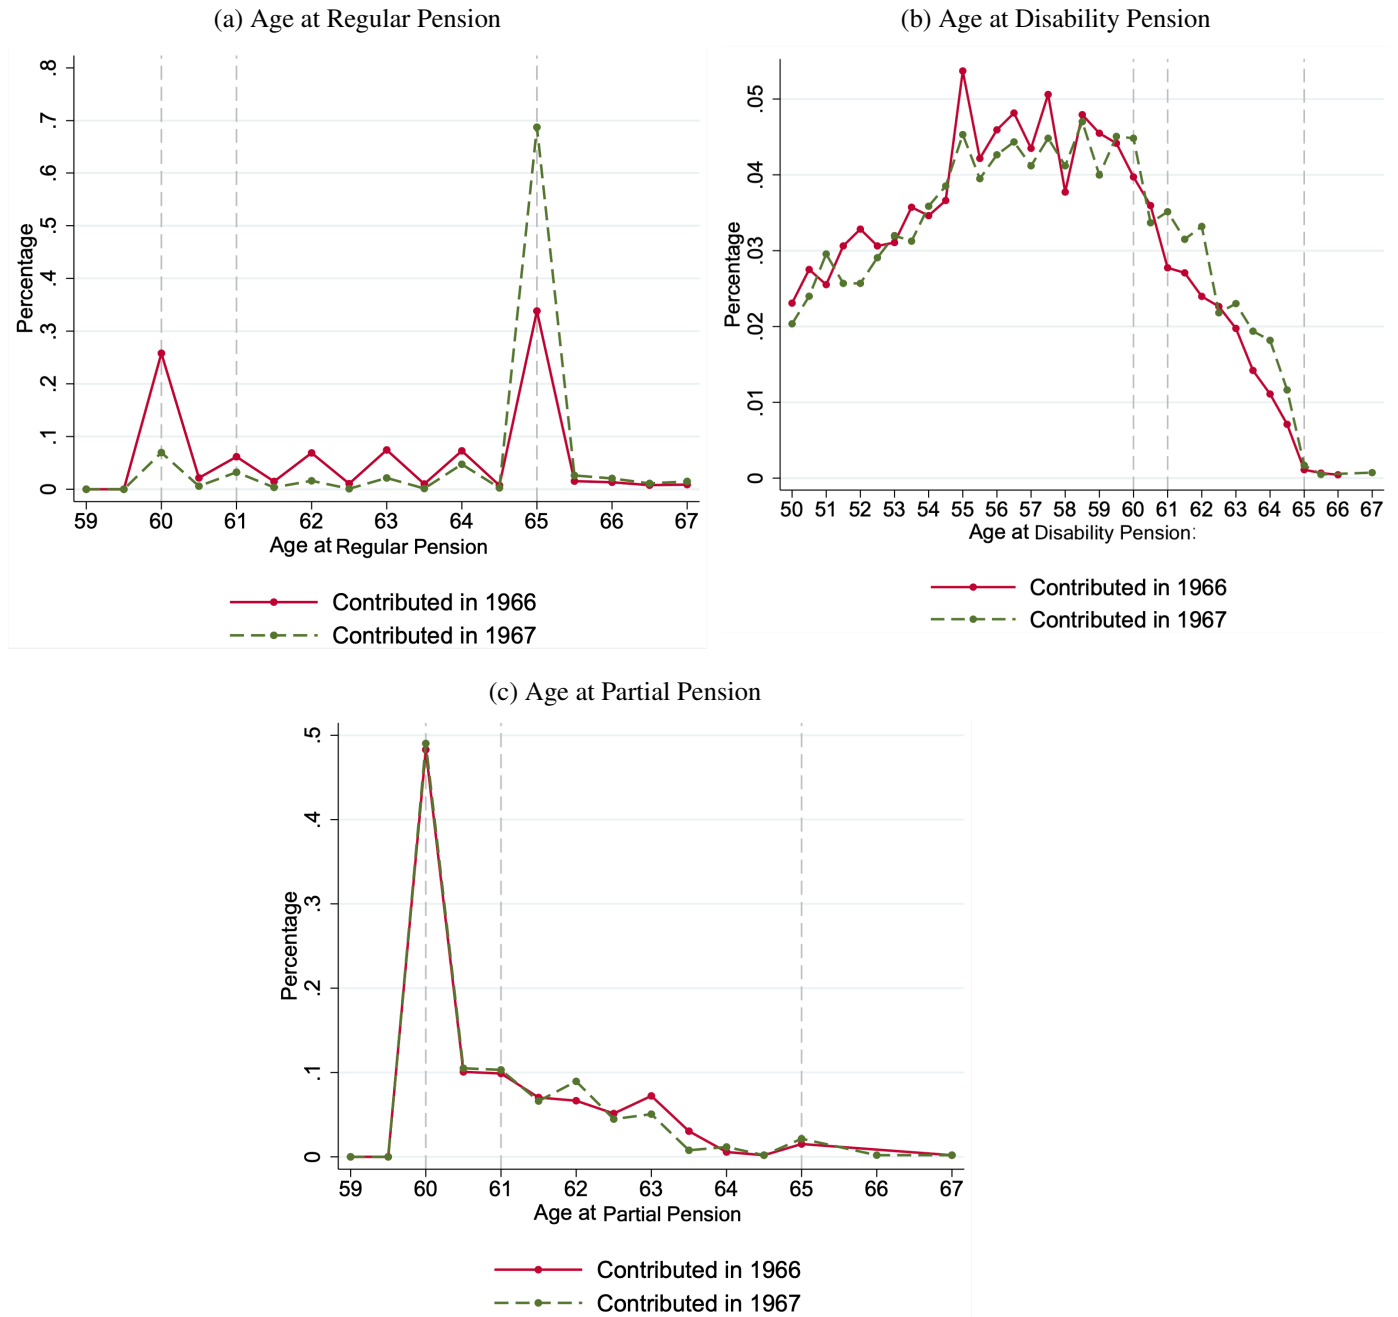 (a) Age at Regular Pension
Percentage
.8
.7
.6
.5
.4
.3
.2
.1
0
59 60 61 62 63 64 65 66 67
Age at Regular Pension
Contributed in 1966
Contributed in 1967
(b) Age at Disability Pension
Percentage
.05
.04
.03
.02
.01
0
50 51 52 53 54 55 56 57 58 59 60 61 62 63 64 65 66 67
Age at Disability Pension:
Contributed in 1966
Contributed in 1967
(c) Age at Partial Pension
Percentage
.5
.4
.3
.2
.1
0
59 60 61 62 63 64 65 66 67
Age at Partial Pension
Contributed in 1966
Contributed in 1967